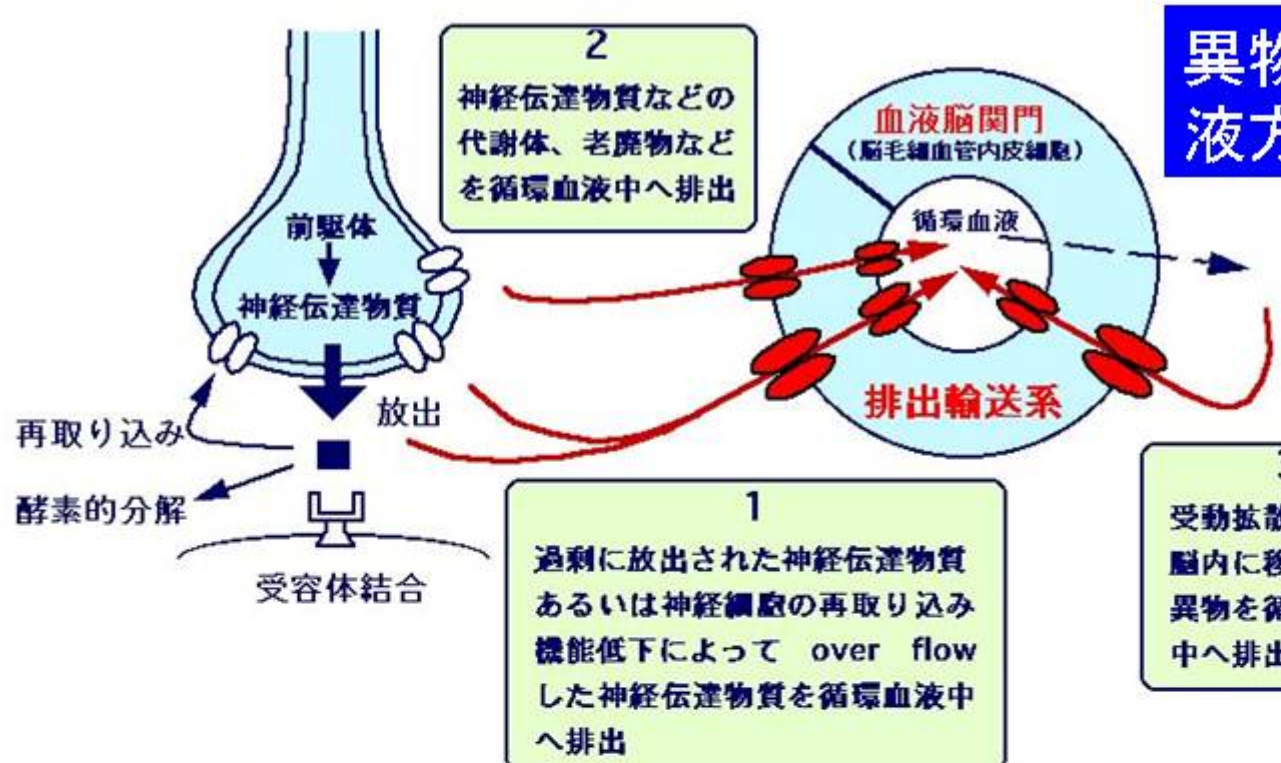 2
神経伝達物質などの
代謝体、老廃物など
を循環血液中へ排出
異物
液方
血液脳関門
(脳毛細血管内皮細胞)
循環血液
排出輸送系
前駆体
神経伝達物質
放出
再取り込み
酵素的分解
受容体結合
1
過剰に放出された神経伝達物質
あるいは神経細胞の再取り込み
機能低下によって over flow
した神経伝達物質を循環血液中
へ排出
受動拡散
脳内に移
異物を循
中へ排出